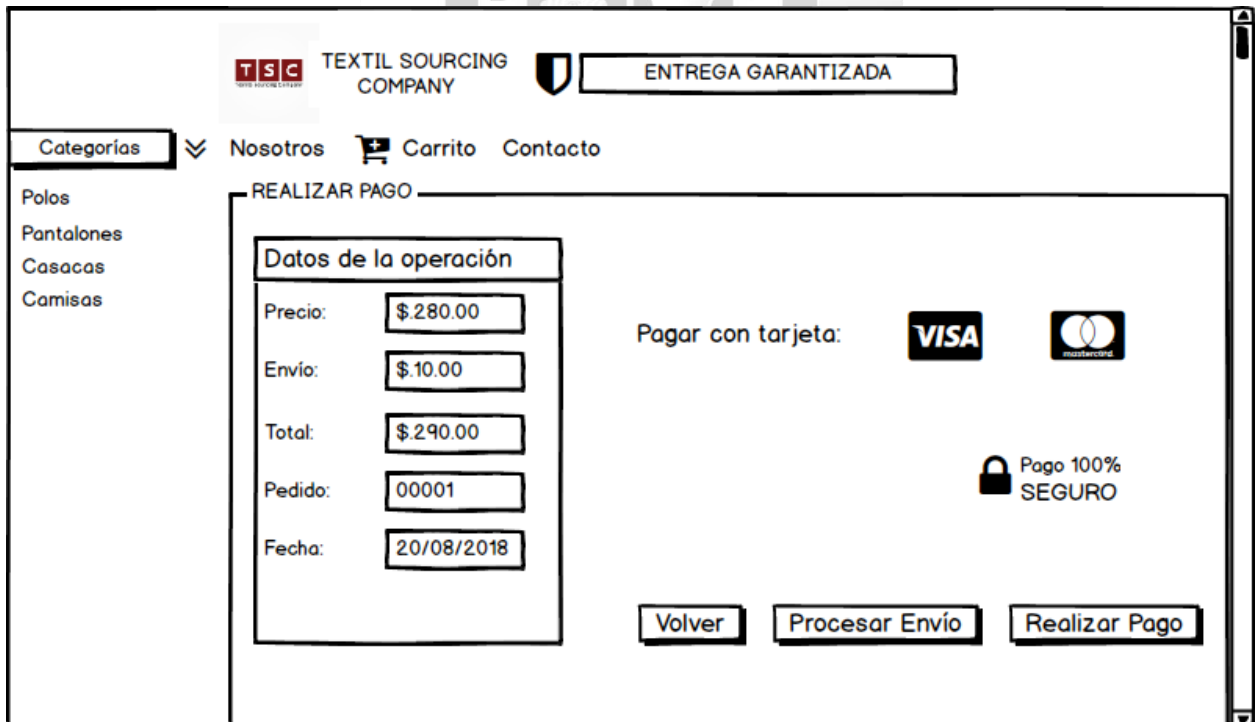 TSC
TEXTIL SOURCING
COMPANY
ENTREGA GARANTIZADA
Categorías
Nosotros
Carrito
Contacto
Polos
Pantalones
Casacas
Camisas
REALIZAR PAGO
Datos de la operación
Precio: $.280.00
Envío: $.10.00
Total: $.290.00
Pedido: 00001
Fecha: 20/08/2018
Pagar con tarjeta:
VISA
mastercard
Pago 100%
SEGURO
Volver
Procesar Envío
Realizar Pago